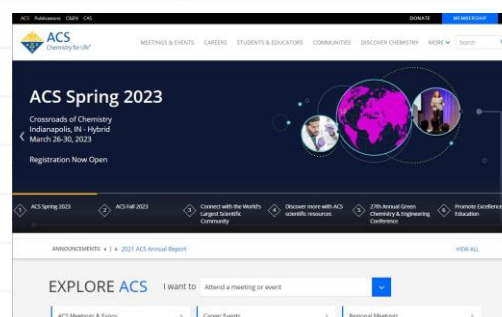 ACS Publications C&EN CAS
DONATE
MEMBERSHIP
ACS
Chemistry for Life®
MEETINGS & EVENTS CAREERS STUDENTS & EDUCATORS COMMUNITIES DISCOVER CHEMISTRY MORE Search
ACS Spring 2023
Crossroads of Chemistry
Indianapolis, IN - Hybrid
March 26-30, 2023
Registration Now Open
1 ACS Spring 2023
2 ACS Fall 2023
3 Connect with the World's
Largest Scientific
Community
4 Discover more with ACS
scientific resources
5 27th Annual Green
Chemistry & Engineering
Conference
6 Promote Excellence
Education
ANNOUNCEMENTS 2021 ACS Annual Report
VIEW ALL
EXPLORE ACS I want to Attend a meeting or event
ACS Meetings & Expos
Career Events
Regional Meetings